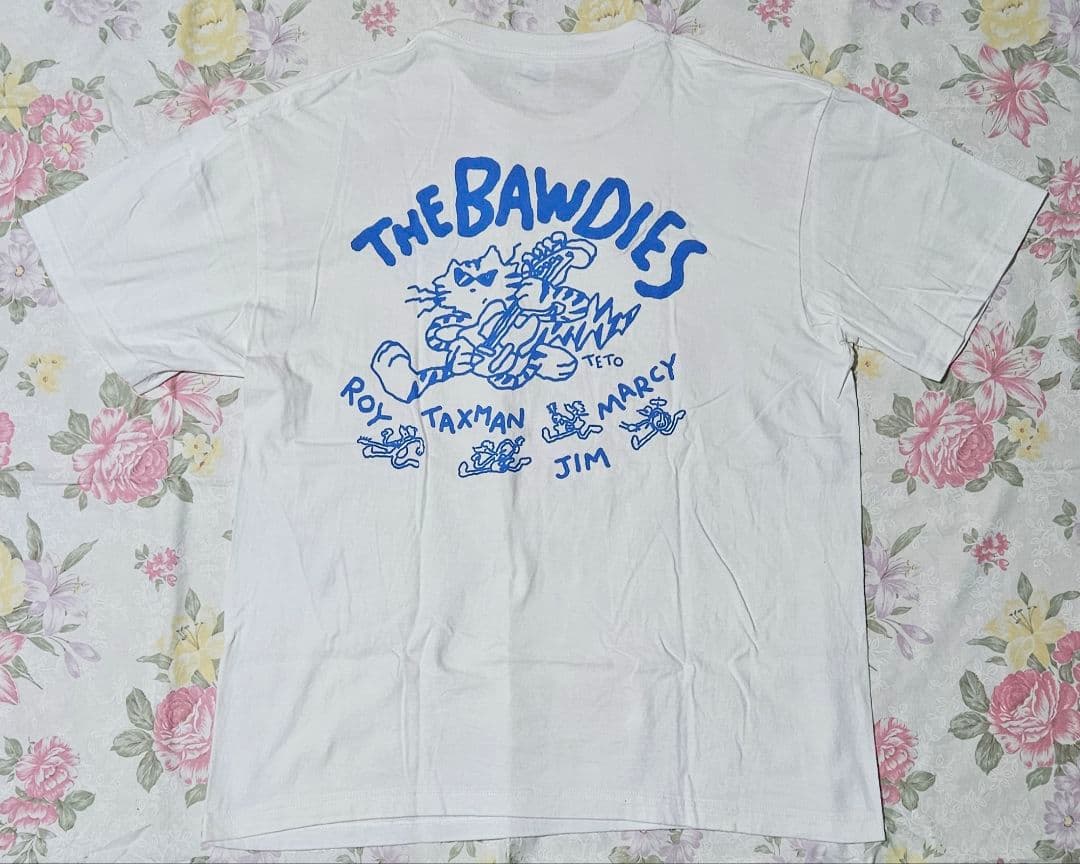 THE BAWDIES
TETO
ROY
TAXMAN
MARCY
JIM